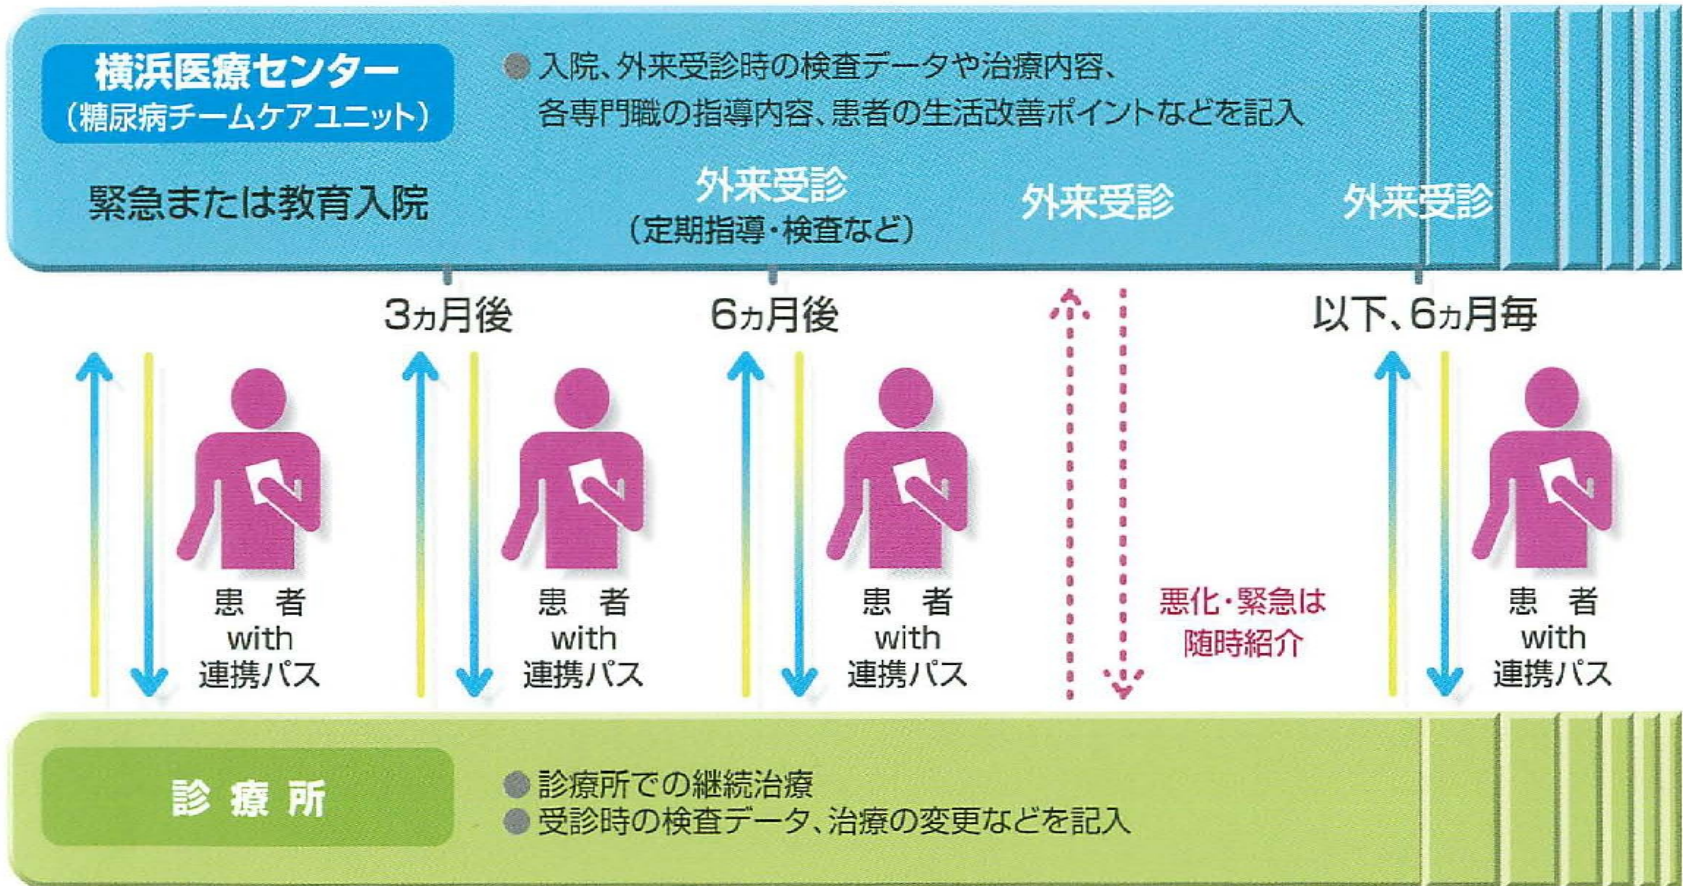 横浜医療センター
（糖尿病チームケアユニット）
●入院、外来受診時の検査データや治療内容、
各専門職の指導内容、患者の生活改善ポイントなどを記入
緊急または教育入院
外来受診
（定期指導・検査など）
外来受診
外来受診
3ヵ月後
6ヵ月後
以下、6ヵ月毎
患 者
with
連携パス
患 者
with
連携パス
患 者
with
連携パス
悪化・緊急は
随時紹介
患 者
with
連携パス
診療所
●診療所での継続治療
●受診時の検査データ、治療の変更などを記入